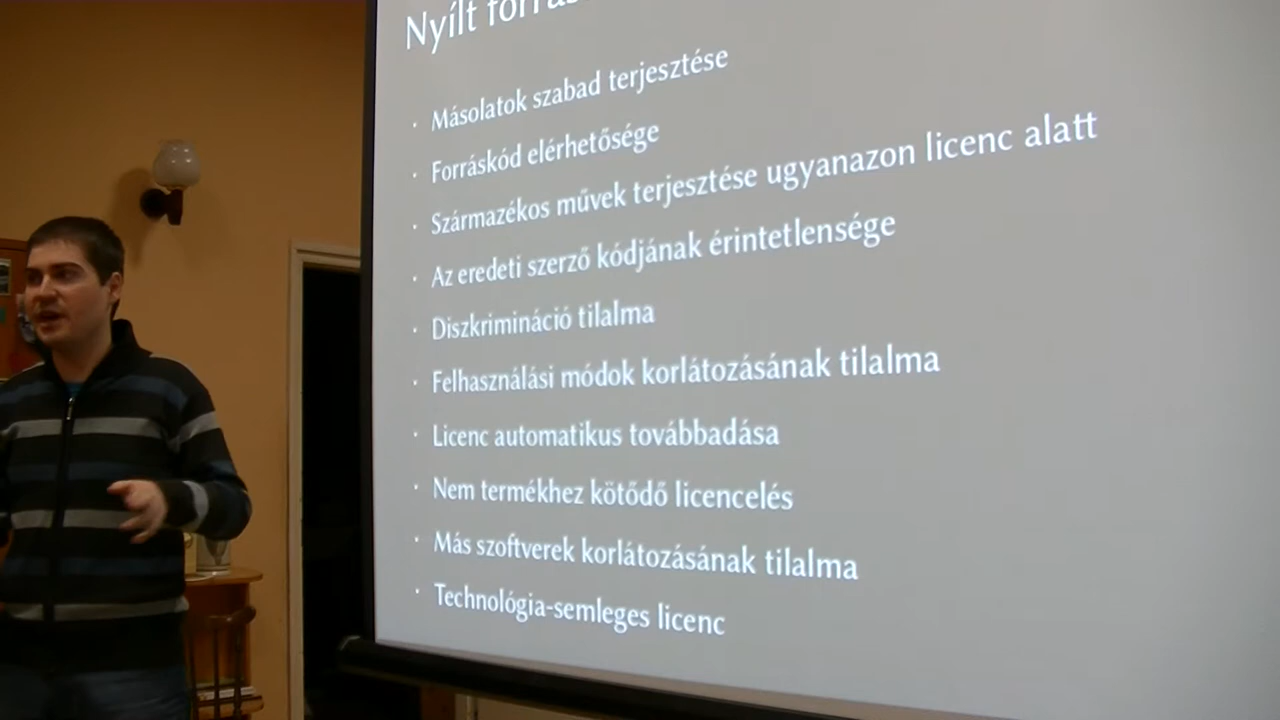 Nyílt
· Másolatok szabad terjesztése
· Forráskód elérhetősége
· Származékos művek terjesztése ugyanazon licenc alatt
· Az eredeti szerző kódjának érintetlensége
· Diszkrimináció tilalma
· Felhasználási módok korlátozásának tilalma
· Licenc automatikus továbbadása
· Nem termékhez kötődő licencelés
· Más szoftverek korlátozásának tilalma
· Technológia-semleges licenc